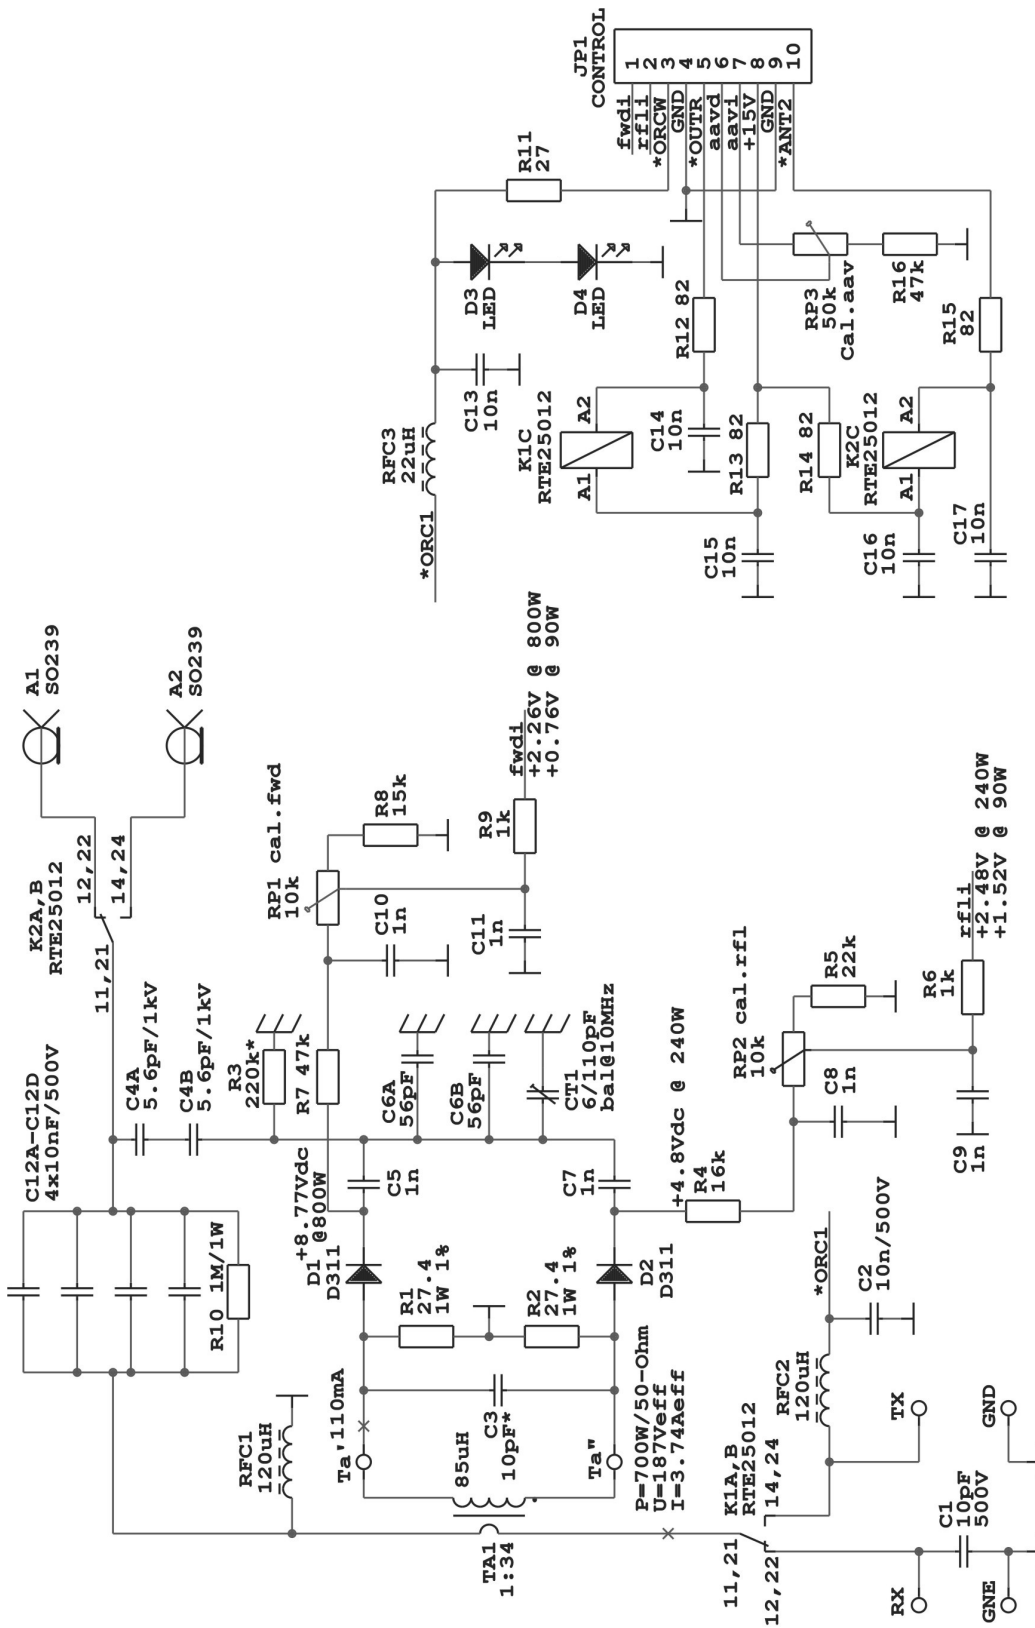 A1
SO239
A2
SO239
K2A,B
RTE25012
12,22
14,24
11,21
C12A-C12D
4x10nF/500V
C4A
5.6pF/1kV
C4B
5.6pF/1kV
R10 1M/1W
RFC1
120uH
R3
220k*
R7 47k
RP1 cal.fwd
10k
R8
15k
C10
1n
C11
1n
R9
1k
fwdi
+2.26V @ 800W
+0.76V @ 90W
C6A
56pF
C6B
56pF
CT1
6/110pF
bal@10MHz
+8.77Vdc
@800W
D1
D311
C5
1n
C7
1n
R1
27.4
1W 1%
R2
27.4
1W 1%
D2
D311
+4.8Vdc @ 240W
R4
16k
RP2 cal.rfl
10k
R5
22k
C8
1n
C9
1n
R6
1k
rfli
+2.48V @ 240W
+1.52V @ 90W
Ta'110mA
85uH
C3
10pF*
Ta"
TA1
1:34
P=700W/50-Ohm
U=187Veff
I=3.74Aeff
K1A,B
RTE25012
11,21
14,24
12,22
RFC2
120uH
*ORC1
C2
10n/500V
TX
GND
RX
GNE
C1
10pF
500V
*ORC1
RFC3
22uH
C13
10n
D3
LED
D4
LED
R11
27
JP1
CONTROL
1
2
3
4
5
6
7
8
9
10
fwdi
rfli
*ORCW
GND
*OUTR
aavd
aavi
+15V
GND
*ANT2
K1C
RTE25012
A1
A2
C14
10n
R12 82
R13 82
C15
10n
R14 82
K2C
RTE25012
A1
A2
C16
10n
C17
10n
R15
82
RP3
50k
Cal.aav
R16
47k